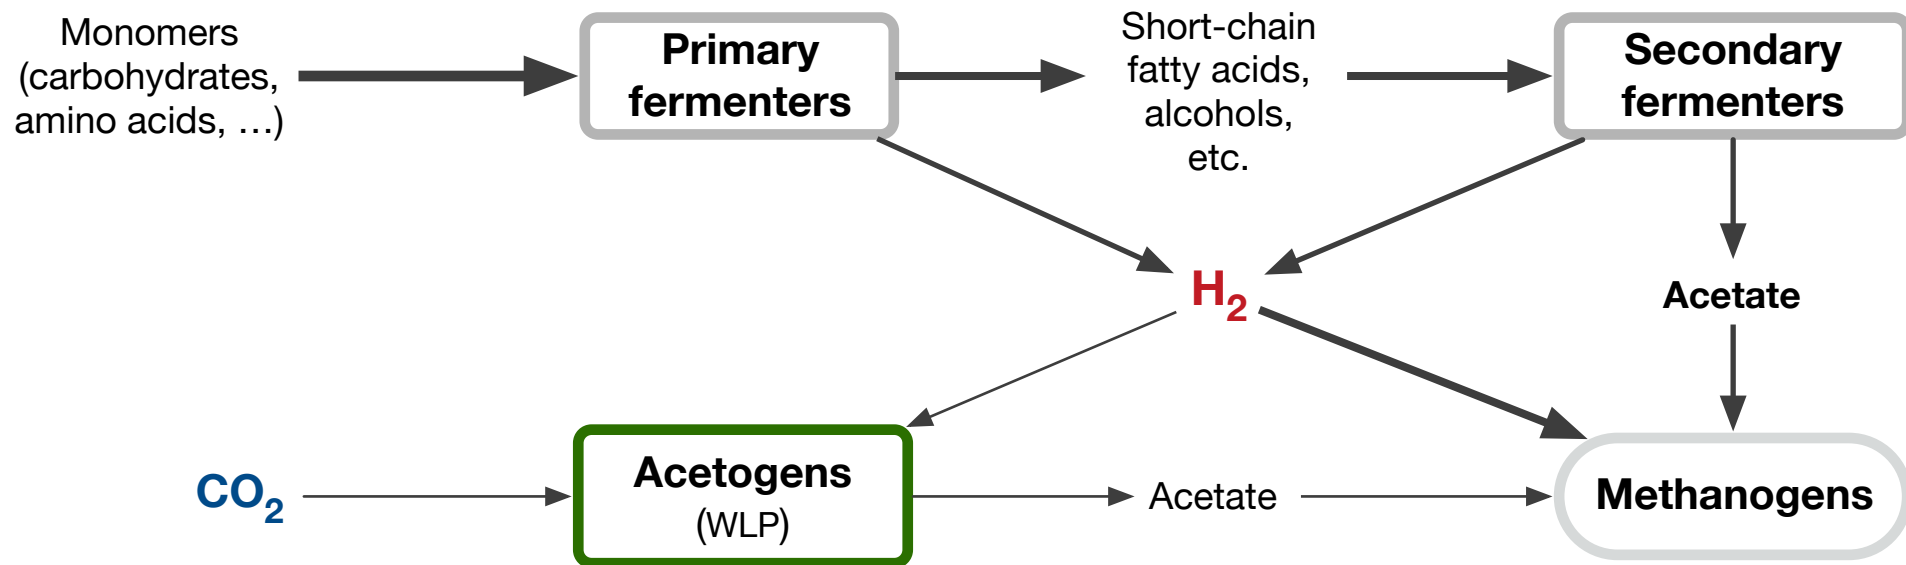 Monomers
(carbohydrates,
amino acids, …)
Primary
fermenters
Short-chain
fatty acids,
alcohols,
etc.
Secondary
fermenters
H₂
Acetate
CO₂
Acetogens
(WLP)
Acetate
Methanogens